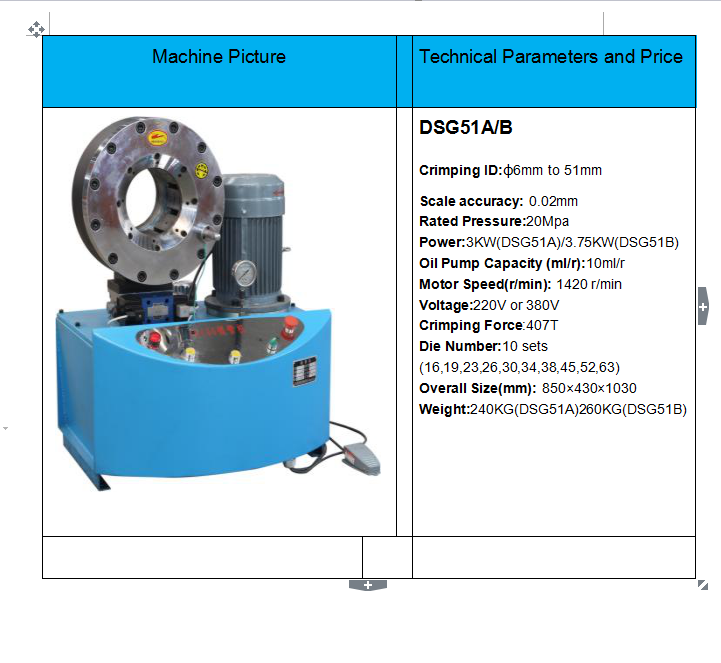 Machine Picture
Technical Parameters and Price
DSG51A/B
Crimping ID:ф6mm to 51mm
Scale accuracy: 0.02mm
Rated Pressure:20Mpa
Power:3KW(DSG51A)/3.75KW(DSG51B)
Oil Pump Capacity (ml/r):10ml/r
Motor Speed(r/min): 1420 r/min
Voltage:220V or 380V
Crimping Force:407T
Die Number:10 sets
(16,19,23,26,30,34,38,45,52,63)
Overall Size(mm): 850×430×1030
Weight:240KG(DSG51A)260KG(DSG51B)